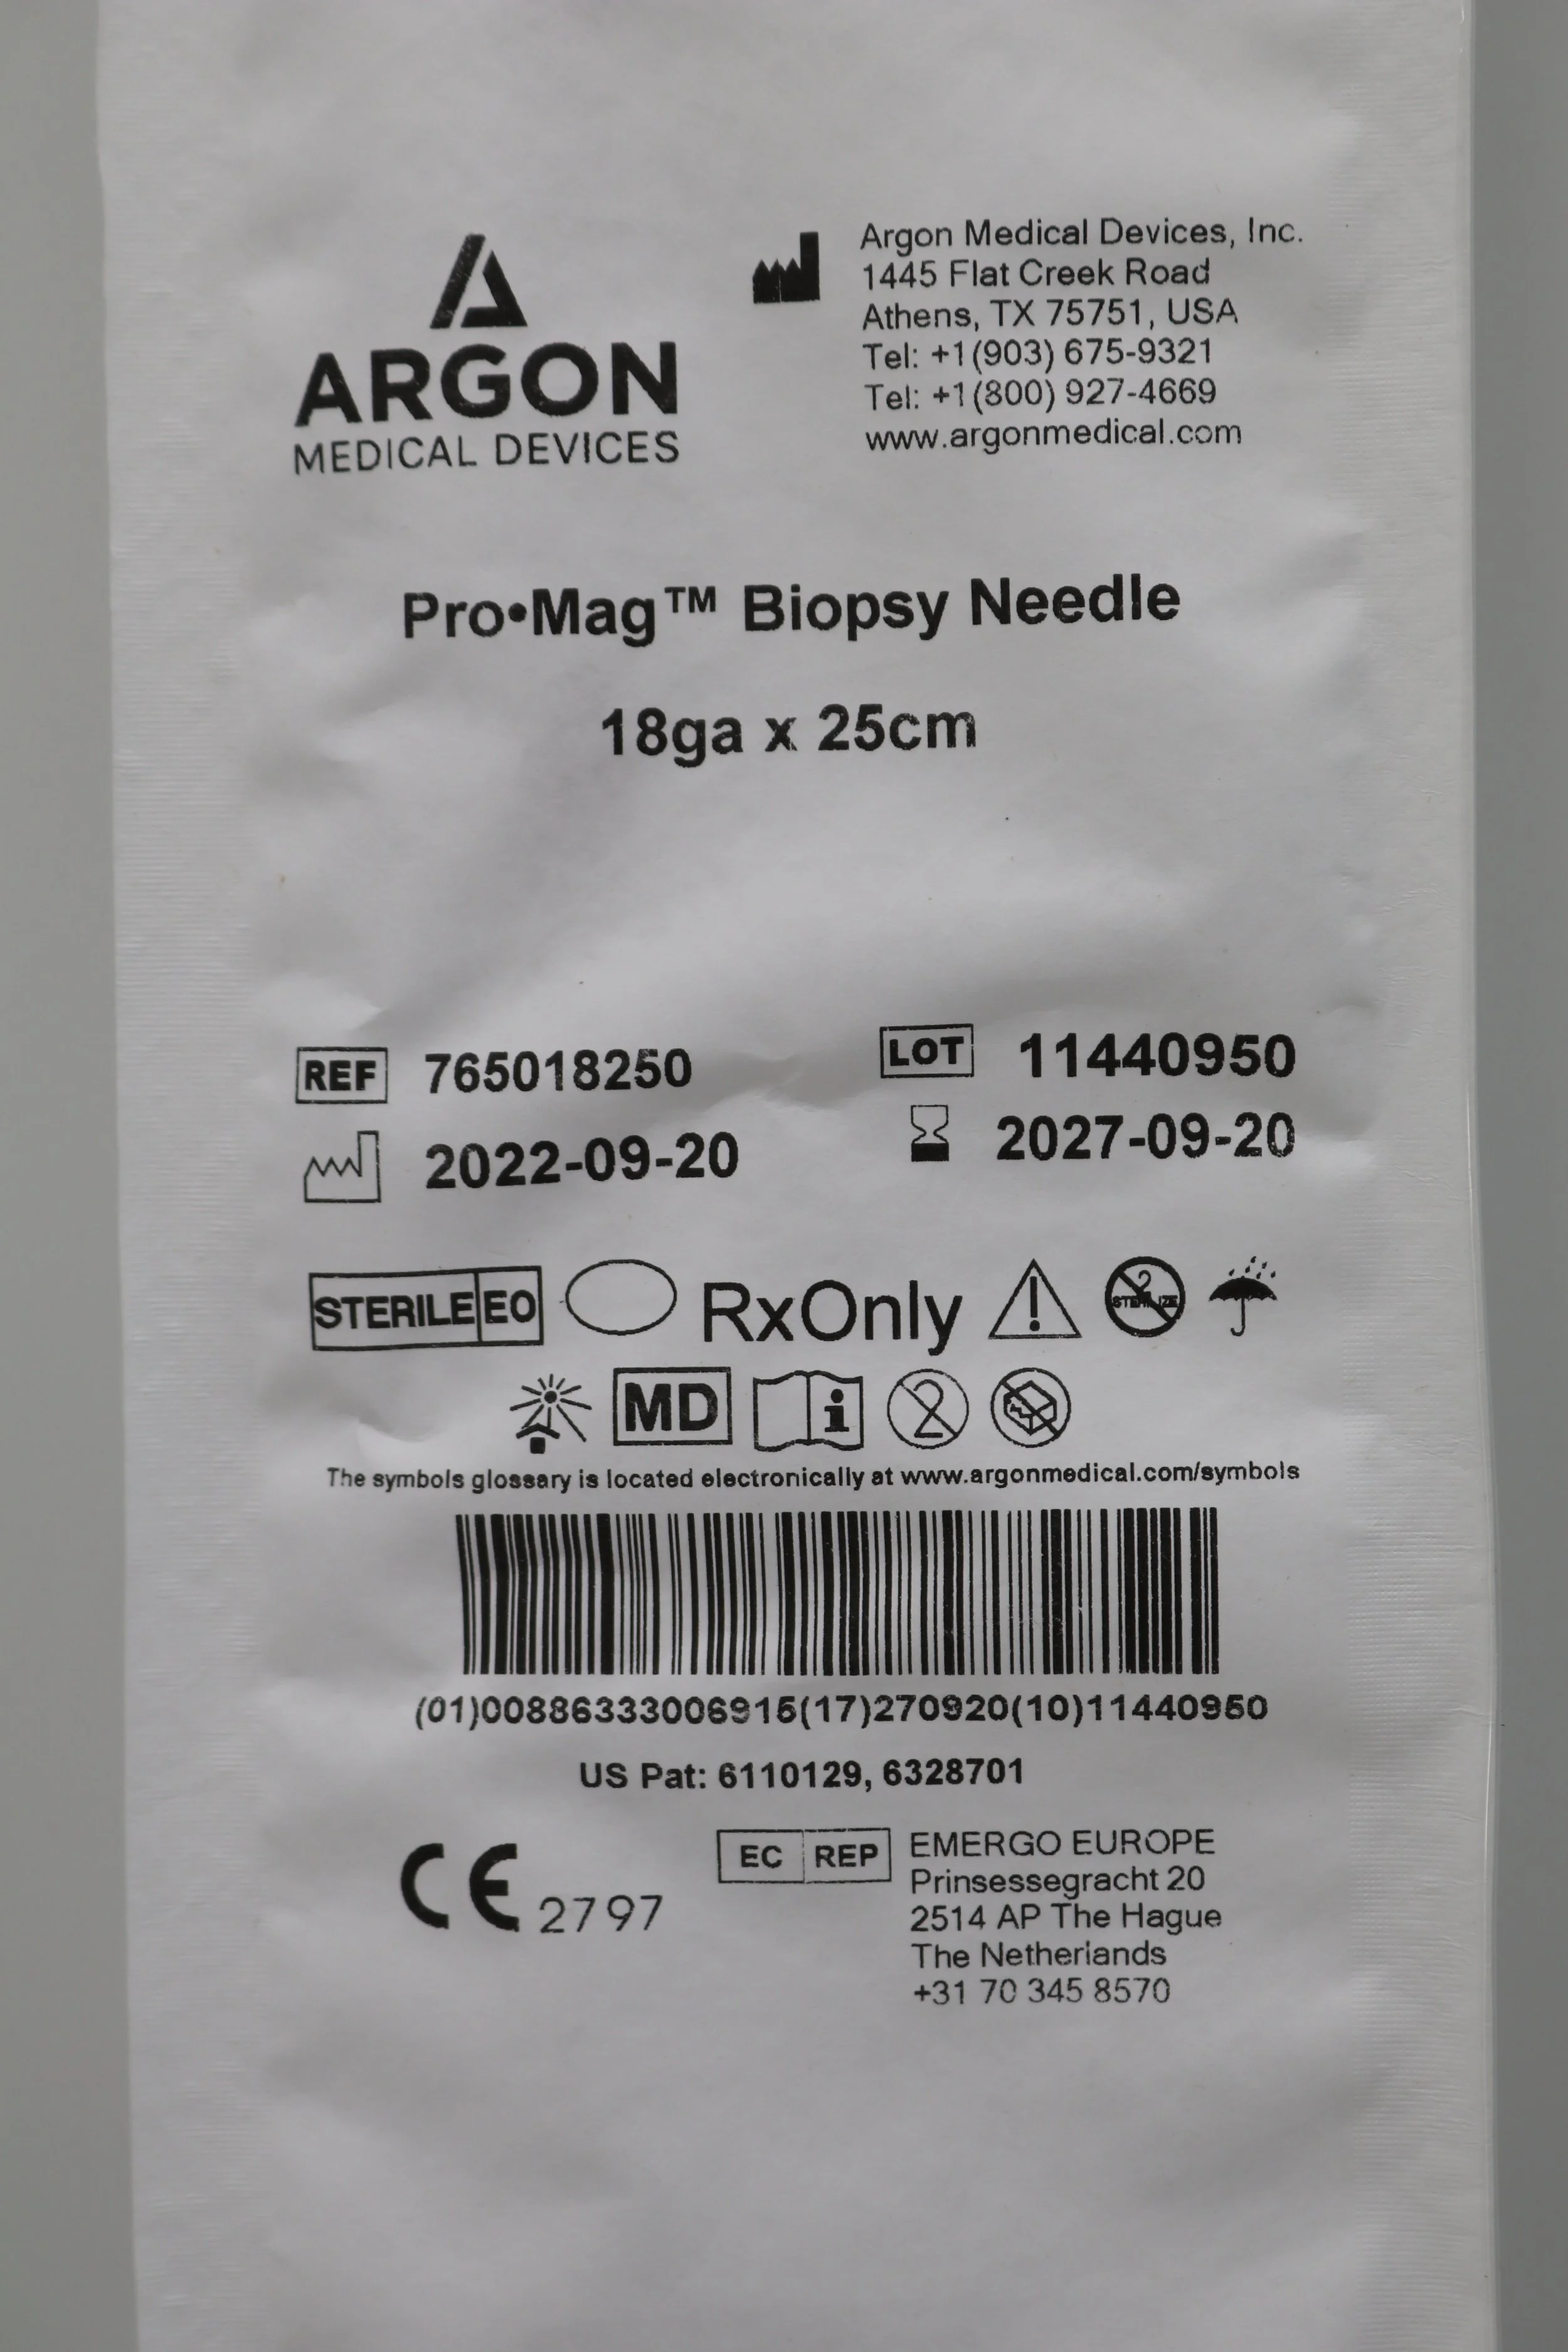 ARGON
MEDICAL DEVICES
Argon Medical Devices, Inc.
1445 Flat Creek Road
Athens, TX 75751, USA
Tel: +1(903) 675-9321
Tel: +1(800) 927-4669
www.argonmedical.com
Pro•Mag™ Biopsy Needle
18ga x 25cm
REF 765018250
LOT 11440950
2022-09-20
2027-09-20
STERILE EO RxOnly 2 STERILIZE
MD i 2
The symbols glossary is located electronically at www.argonmedical.com/symbols
(01)00886333006915(17)270920(10)11440950
US Pat: 6110129, 6328701
CE 2797
EC REP
EMERGO EUROPE
Prinsessegracht 20
2514 AP The Hague
The Netherlands
+31 70 345 8570